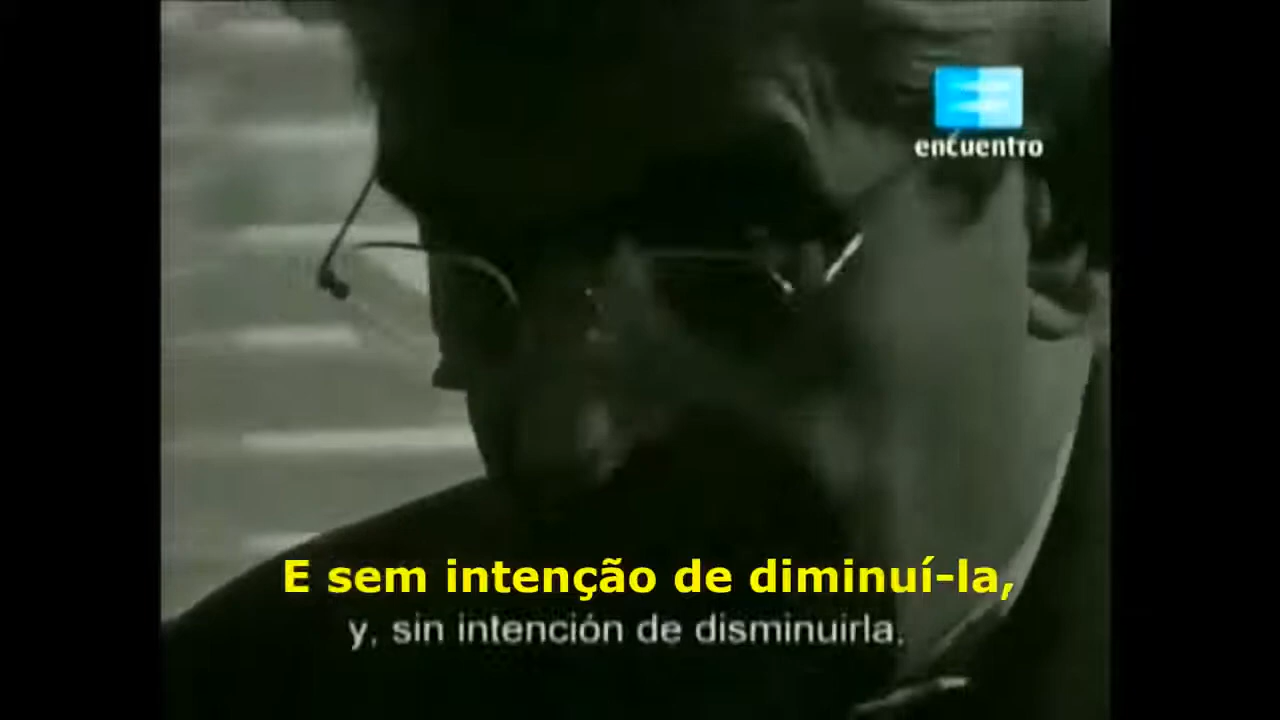 encuentro
E sem intenção de diminuí-la,
y, sin intención de disminuirla,